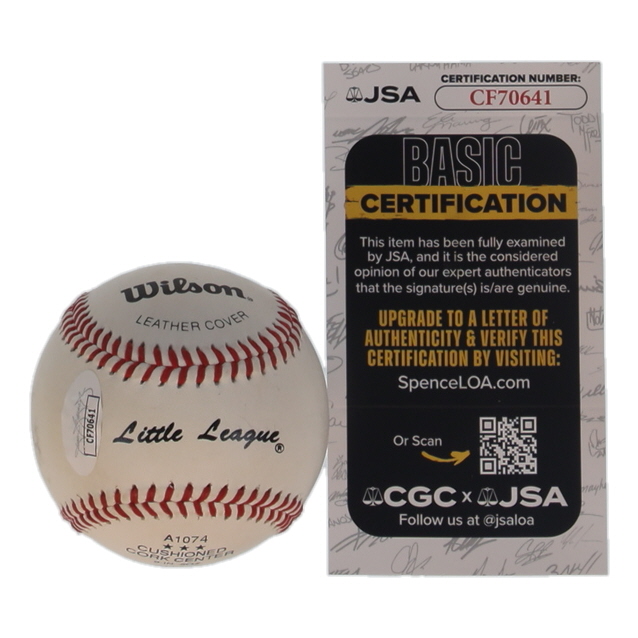 Wilson®
LEATHER COVER
CF70641
Little League®
A1074
CUSHIONED
CORK CENTER
JSA
CERTIFICATION NUMBER:
CF70641
BASIC
CERTIFICATION
This item has been fully examined
by JSA, and it is the considered
opinion of our expert authenticators
that the signature(s) is/are genuine.
UPGRADE TO A LETTER OF
AUTHENTICITY & VERIFY THIS
CERTIFICATION BY VISITING:
SpenceLOA.com
Or Scan
CGC x JSA
Follow us at @jsaloa